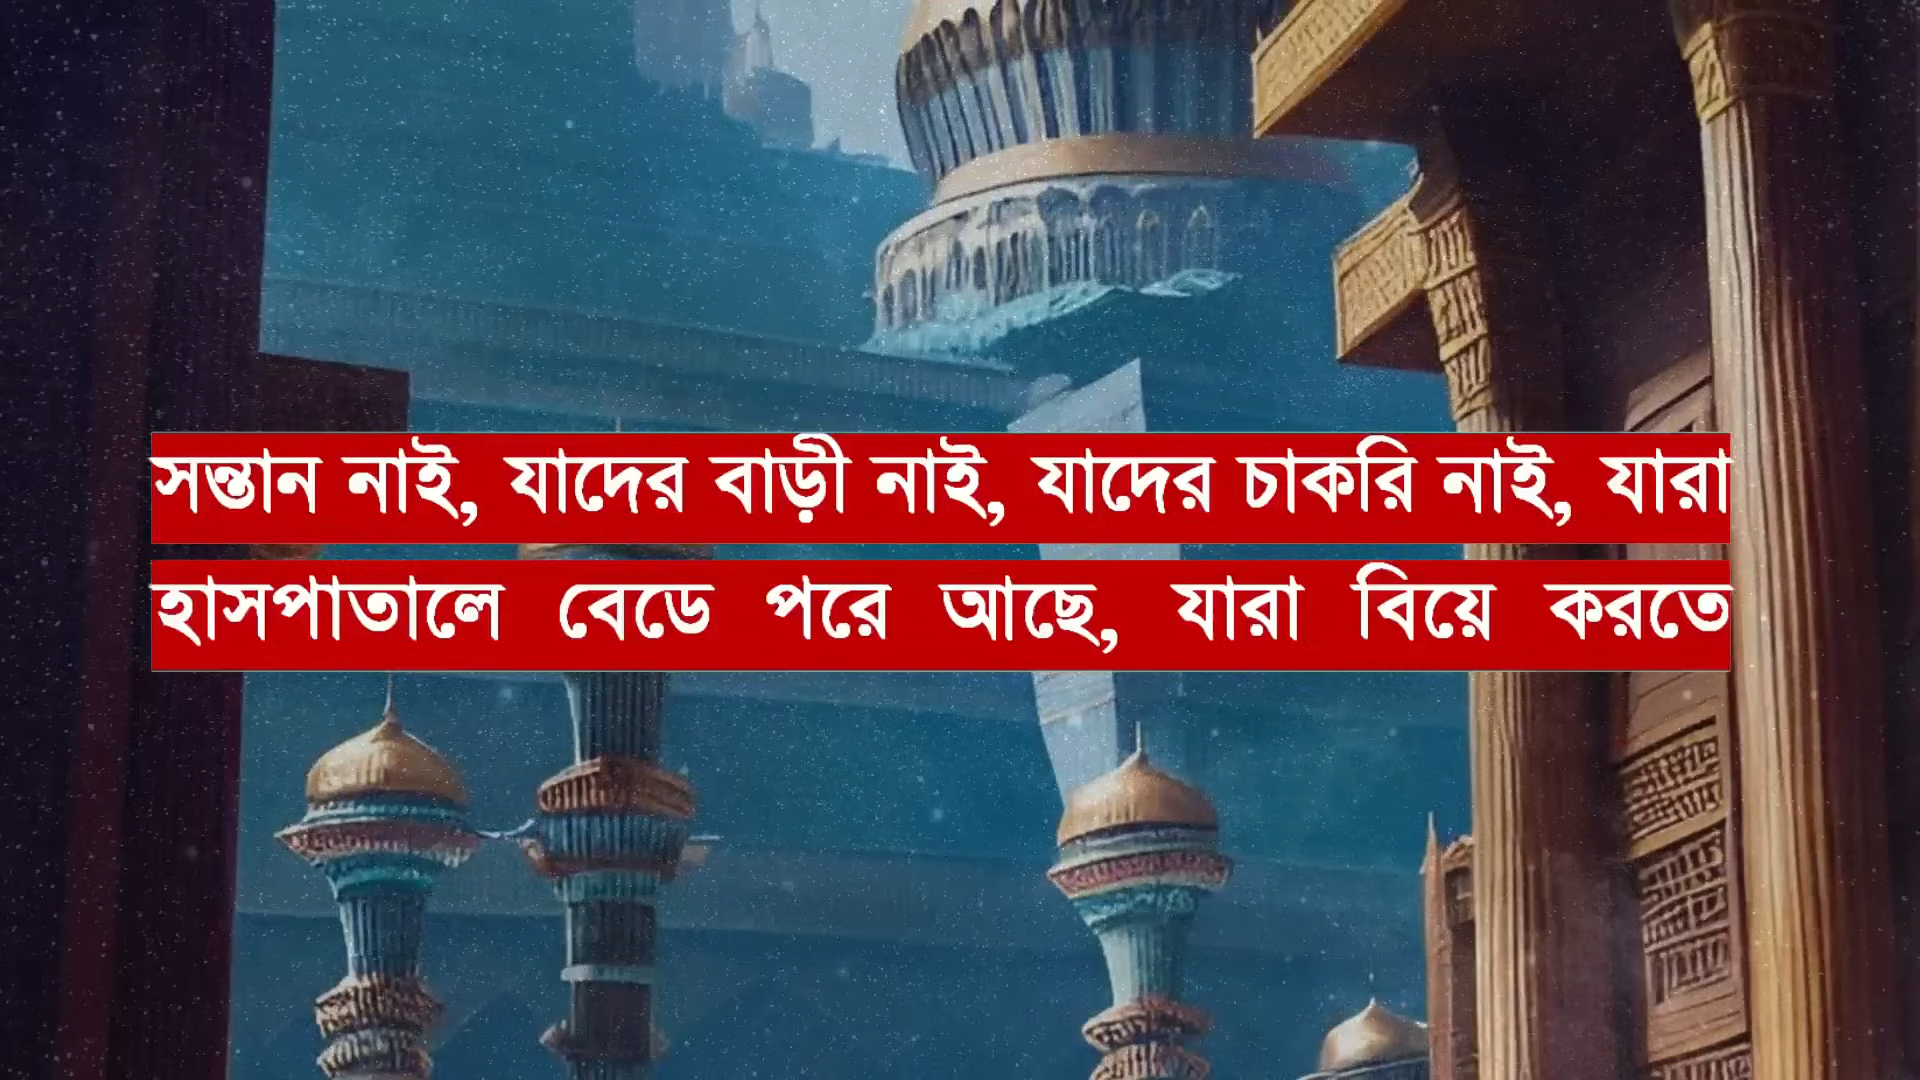 সন্তান নাই, যাদের বাড়ী নাই, যাদের চাকরি নাই, যারা
হাসপাতালে বেডে পরে আছে, যারা বিয়ে করতে